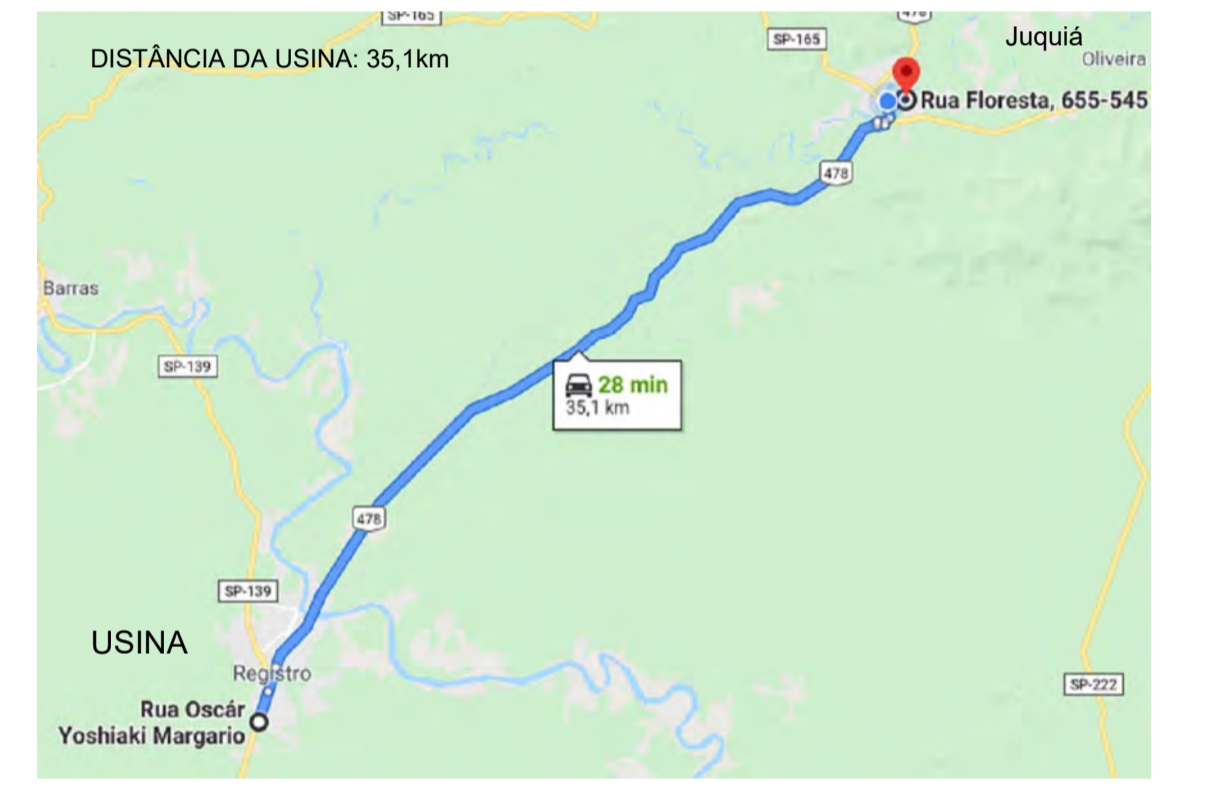 SP-165
478
DISTÂNCIA DA USINA: 35,1km
SP-165
Juquiá
Oliveira
Rua Floresta, 655-545
478
Barras
SP-139
28 min
35,1 km
478
SP-139
USINA
Registro
SP-222
Rua Oscár
Yoshiaki Margario